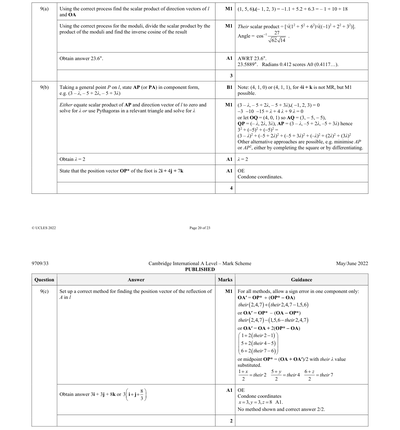 9(a) Using the correct process find the scalar product of direction vectors of l and OA M1 (1, 5, 6).(– 1, 2, 3) = –1.1 + 5.2 + 6.3 = – 1 + 10 + 18
Using the correct process for the moduli, divide the scalar product by the product of the moduli and find the inverse cosine of the result M1 Their scalar product ÷ [√(1² + 5² + 6²)√((–1)² + 2² + 3²)].
Angle = cos⁻¹ 27/√62√14 .
Obtain answer 23.6°. A1 AWRT 23.6°.
23.5889°. Radians 0.412 scores A0 (0.4117…).
3
9(b) Taking a general point P on l, state AP (or PA) in component form, e.g. (3 – λ, – 5 + 2λ, – 5 + 3λ) B1 Note: (4, 1, 0) or (4, 1, 1), for 4i + k is not MR, but M1 possible.
Either equate scalar product of AP and direction vector of l to zero and solve for λ or use Pythagoras in a relevant triangle and solve for λ M1 (3 – λ, – 5 + 2λ, – 5 + 3λ).(– 1, 2, 3) = 0
or let OQ = (4, 0, 1) so AQ = (3, – 5, – 5),
QP = (– λ, 2λ, 3λ), AP = (3 – λ, –5 + 2λ, –5 + 3λ) hence
(3 – λ)² + (–5 + 2λ)² + (–5 + 3λ)² + (–λ)² + (2λ)² + (3λ)²
Other alternative approaches are possible, e.g. minimise AP or AP², either by completing the square or by differentiating.
Obtain λ = 2 A1 λ = 2
State that the position vector OP* of the foot is 2i + 4j + 7k A1 OE
Condone coordinates.
4
© UCLES 2022 Page 20 of 21
9709/33 Cambridge International A Level – Mark Scheme May/June 2022
PUBLISHED
Question Answer Marks Guidance
9(c) Set up a correct method for finding the position vector of the reflection of A in l M1 For all methods, allow a sign error in one component only:
OA′ = OP* + (OP* – OA)
their(2,4,7) + (their 2,4,7 – 1,5,6)
or OA′ = OP* – (OA – OP*)
their(2,4,7) – (1,5,6 – their 2,4,7)
or OA′ = OA + 2(OP* – OA)
(1 + 2(their 2 – 1)
5 + 2(their 4 – 5)
6 + 2(their 7 – 6))
or midpoint OP* = (OA + OA′)/2 with their λ value substituted.
1 + x/2 = their 2 5 + y/2 = their 4 6 + z/2 = their 7
Obtain answer 3i + 3j + 8k or 3(i + j + 8/3) A1 OE
Condone coordinates
x = 3, y = 3, z = 8 A1.
No method shown and correct answer 2/2.
2